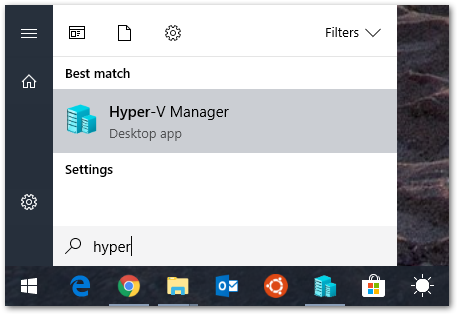 Filters
Best match
Hyper-V Manager
Desktop app
Settings
hyper